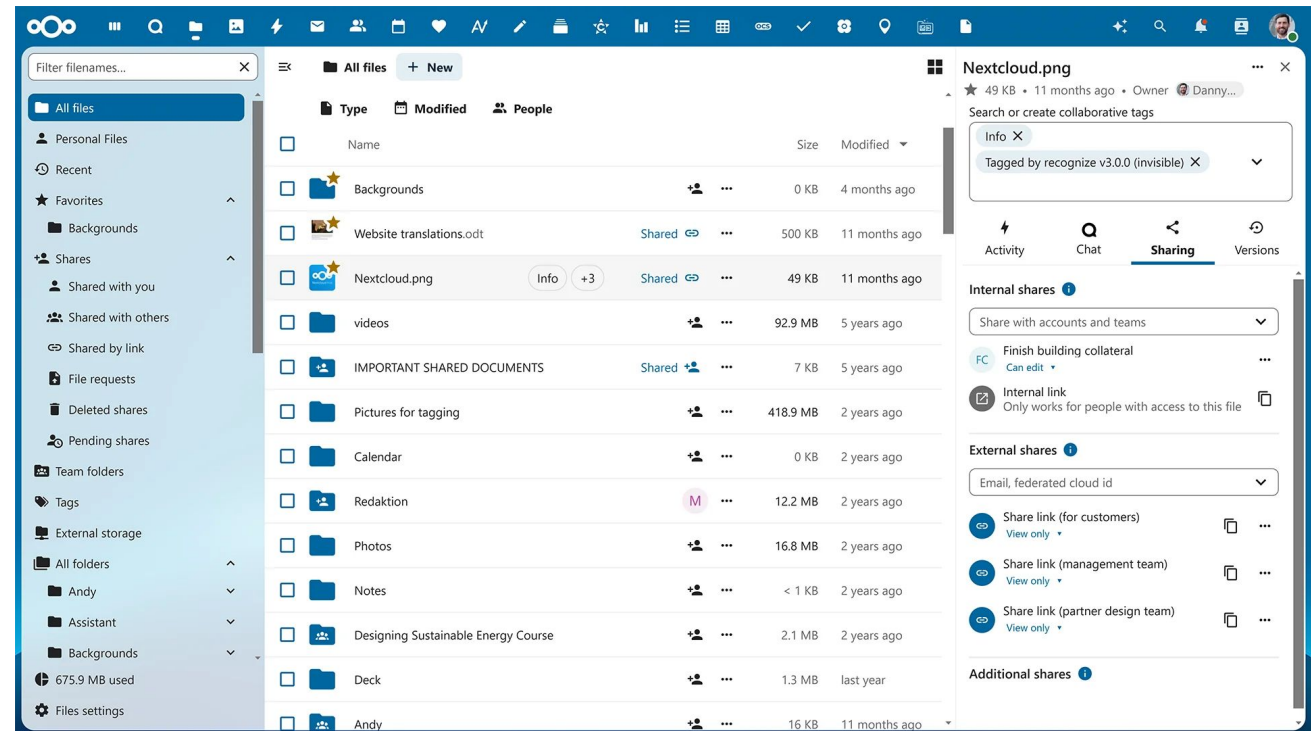 Filter filenames...
All files
Personal Files
Recent
Favorites
Backgrounds
Shares
Shared with you
Shared with others
Shared by link
File requests
Deleted shares
Pending shares
Team folders
Tags
External storage
All folders
Andy
Assistant
Backgrounds
675.9 MB used
Files settings
All files + New
Type Modified People
Name Size Modified
Backgrounds 0 KB 4 months ago
Website translations.odt Shared 500 KB 11 months ago
Nextcloud.png Info +3 Shared 49 KB 11 months ago
videos 92.9 MB 5 years ago
IMPORTANT SHARED DOCUMENTS Shared 7 KB 5 years ago
Pictures for tagging 418.9 MB 2 years ago
Calendar 0 KB 2 years ago
Redaktion M 12.2 MB 2 years ago
Photos 16.8 MB 2 years ago
Notes < 1 KB 2 years ago
Designing Sustainable Energy Course 2.1 MB 2 years ago
Deck 1.3 MB last year
Andy 16 KB 11 months ago
Nextcloud.png
49 KB • 11 months ago • Owner Danny...
Search or create collaborative tags
Info
Tagged by recognize v3.0.0 (invisible)
Activity Chat Sharing Versions
Internal shares
Share with accounts and teams
FC Finish building collateral
Can edit
Internal link
Only works for people with access to this file
External shares
Email, federated cloud id
Share link (for customers)
View only
Share link (management team)
View only
Share link (partner design team)
View only
Additional shares